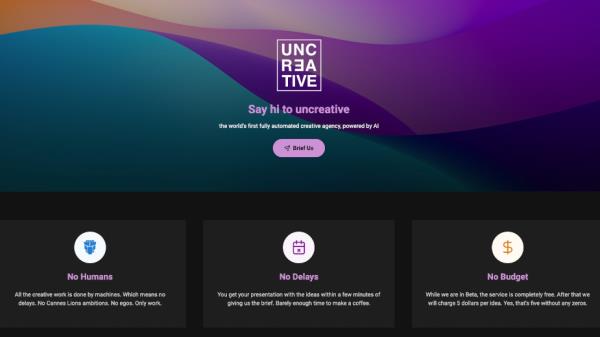 UNC
REA
TIVE
Say hi to uncreative
the world's first fully automated creative agency, powered by AI
Brief Us
No Humans
All the creative work is done by machines. Which means no
delays. No Cannes Lions ambitions. No egos. Only work.
No Delays
You get your presentation with the ideas within a few minutes of
giving us the brief. Barely enough time to make a coffee.
No Budget
While we are in Beta, the service is completely free. After that we
will charge 5 dollars per idea. Yes, that's five without any zeros.